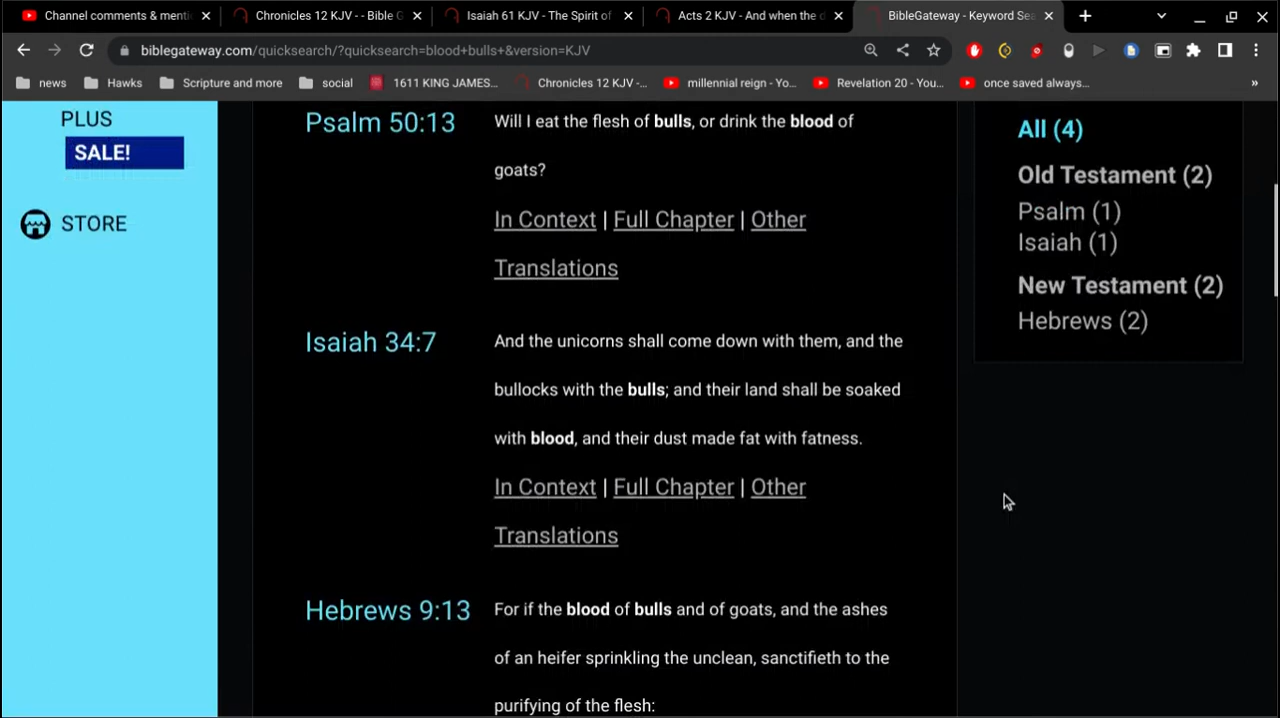 Channel comments & menti
Chronicles 12 KJV - - Bible G
Isaiah 61 KJV - The Spirit of
Acts 2 KJV - And when the d
BibleGateway - Keyword Sea
biblegateway.com/quicksearch/?quicksearch=blood+bulls+&version=KJV
news
Hawks
Scripture and more
social
1611 KING JAMES...
Chronicles 12 KJV -...
millennial reign - Yo...
Revelation 20 - You...
once saved always...
»
PLUS
SALE!
STORE
Psalm 50:13
Will I eat the flesh of bulls, or drink the blood of
goats?
In Context | Full Chapter | Other
Translations
Isaiah 34:7
And the unicorns shall come down with them, and the
bullocks with the bulls; and their land shall be soaked
with blood, and their dust made fat with fatness.
In Context | Full Chapter | Other
Translations
Hebrews 9:13
For if the blood of bulls and of goats, and the ashes
of an heifer sprinkling the unclean, sanctifieth to the
purifying of the flesh:
All (4)
Old Testament (2)
Psalm (1)
Isaiah (1)
New Testament (2)
Hebrews (2)